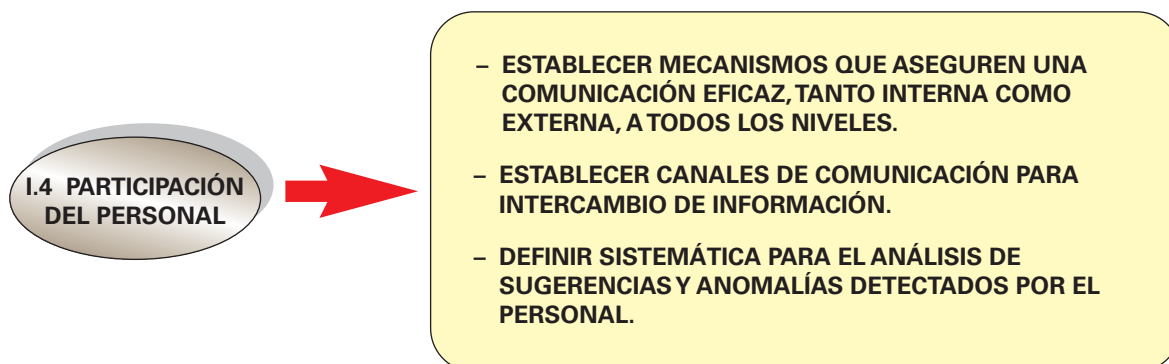 I.4 PARTICIPACIÓN
DEL PERSONAL
– ESTABLECER MECANISMOS QUE ASEGUREN UNA
COMUNICACIÓN EFICAZ, TANTO INTERNA COMO
EXTERNA, A TODOS LOS NIVELES.
– ESTABLECER CANALES DE COMUNICACIÓN PARA
INTERCAMBIO DE INFORMACIÓN.
– DEFINIR SISTEMÁTICA PARA EL ANÁLISIS DE
SUGERENCIAS Y ANOMALÍAS DETECTADOS POR EL
PERSONAL.